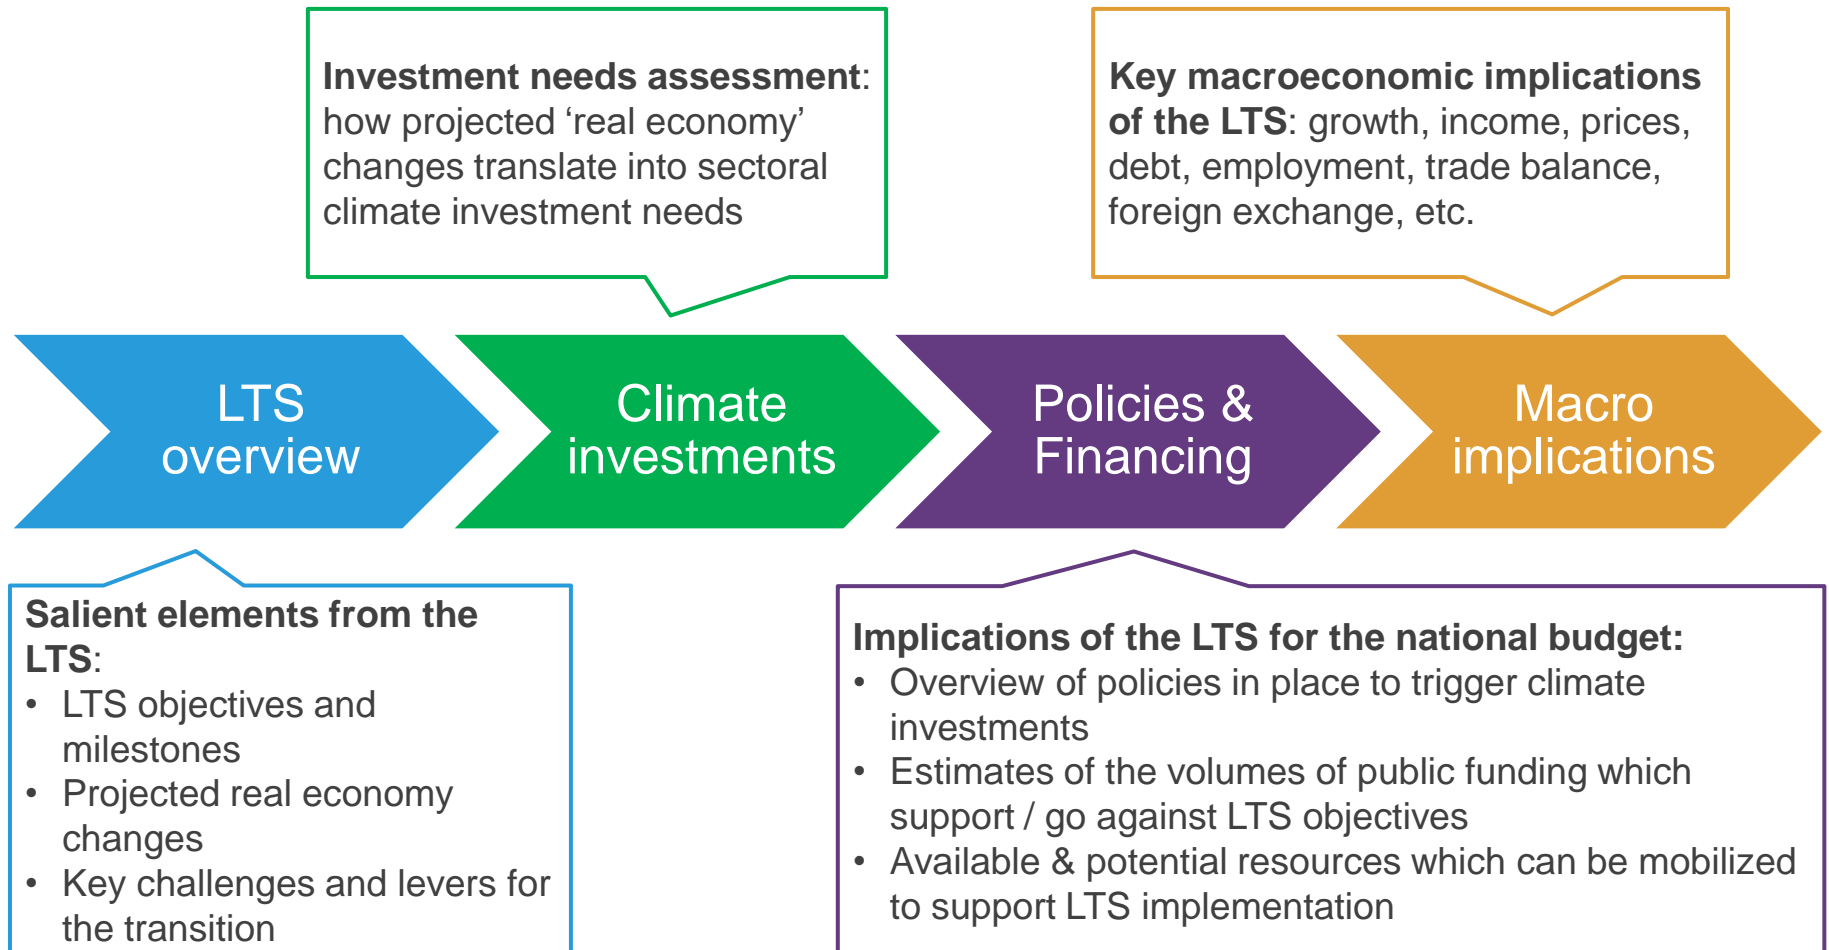 Investment needs assessment:
how projected ‘real economy’
changes translate into sectoral
climate investment needs
Key macroeconomic implications
of the LTS: growth, income, prices,
debt, employment, trade balance,
foreign exchange, etc.
LTS
overview
Climate
investments
Policies &
Financing
Macro
implications
Salient elements from the
LTS:
• LTS objectives and
milestones
• Projected real economy
changes
• Key challenges and levers for
the transition
Implications of the LTS for the national budget:
• Overview of policies in place to trigger climate
investments
• Estimates of the volumes of public funding which
support / go against LTS objectives
• Available & potential resources which can be mobilized
to support LTS implementation